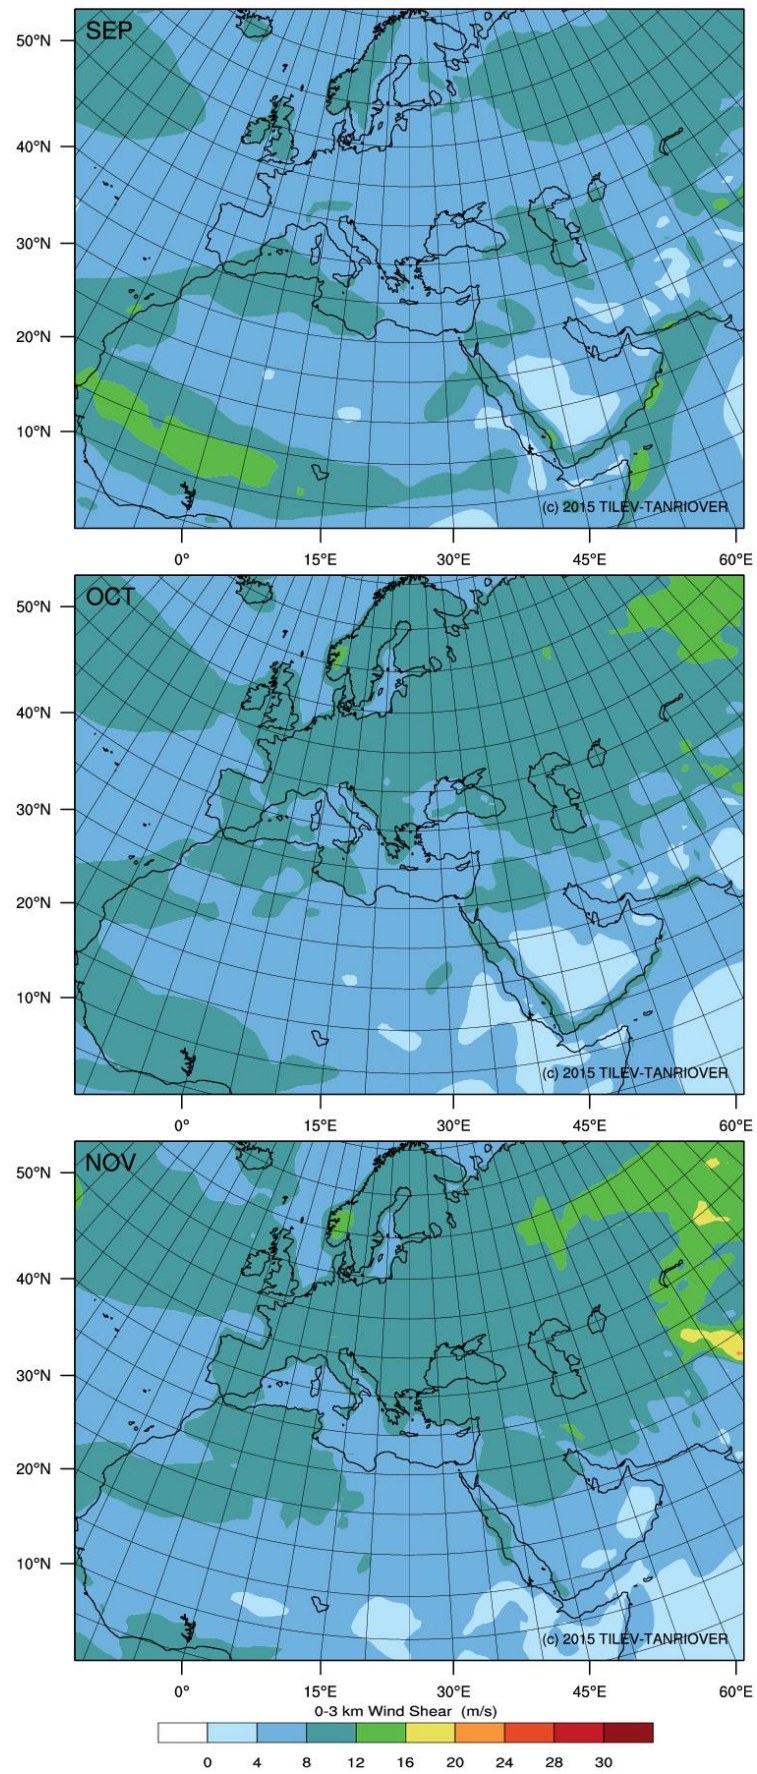 SEP
50°N
40°N
30°N
20°N
10°N
(c) 2015 TILEV-TANRIOVER
0° 15°E 30°E 45°E 60°E
OCT
50°N
40°N
30°N
20°N
10°N
(c) 2015 TILEV-TANRIOVER
0° 15°E 30°E 45°E 60°E
NOV
50°N
40°N
30°N
20°N
10°N
(c) 2015 TILEV-TANRIOVER
0° 15°E 30°E 45°E 60°E
0-3 km Wind Shear (m/s)
0 4 8 12 16 20 24 28 30